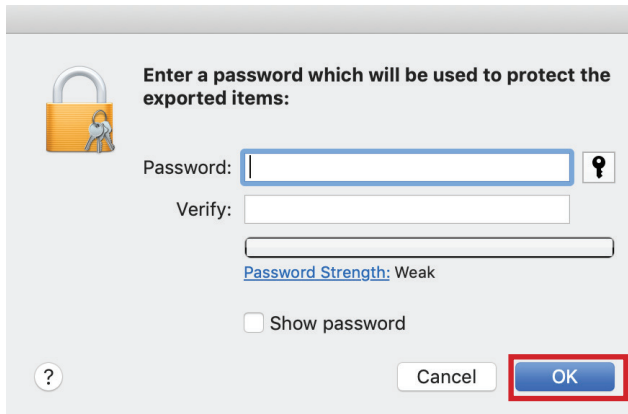 Enter a password which will be used to protect the
exported items:
Password:
Verify:
Password Strength: Weak
Show password
?
Cancel
OK